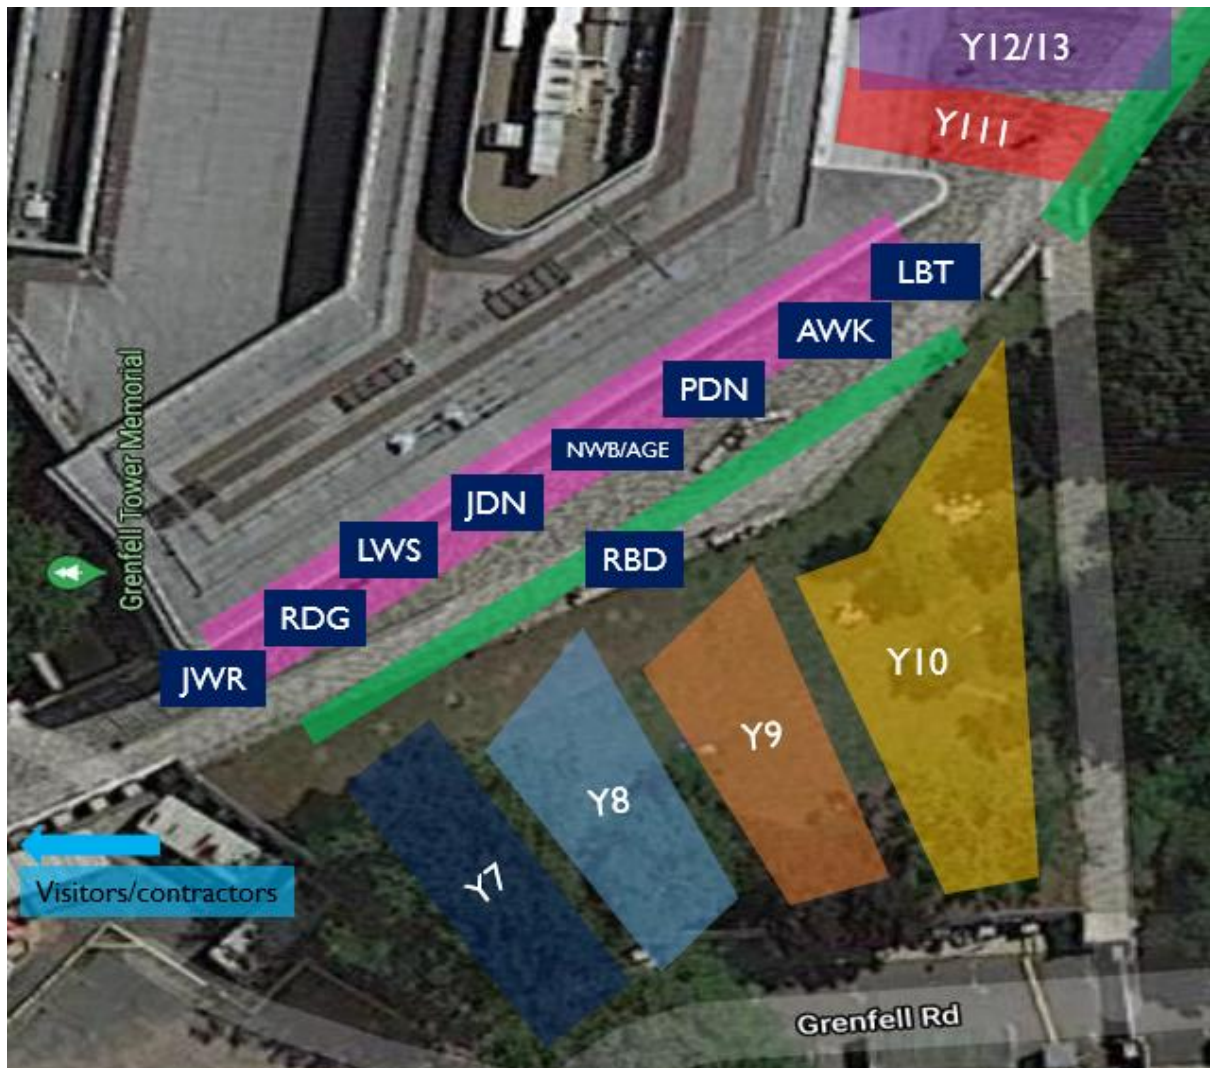 Y12/13
Y111
LBT
AWK
PDN
NWB/AGE
JDN
LWS
RBD
RDG
JWR
Grenfell Tower Memorial
Y10
Y9
Y8
Y7
Visitors/contractors
Grenfell Rd